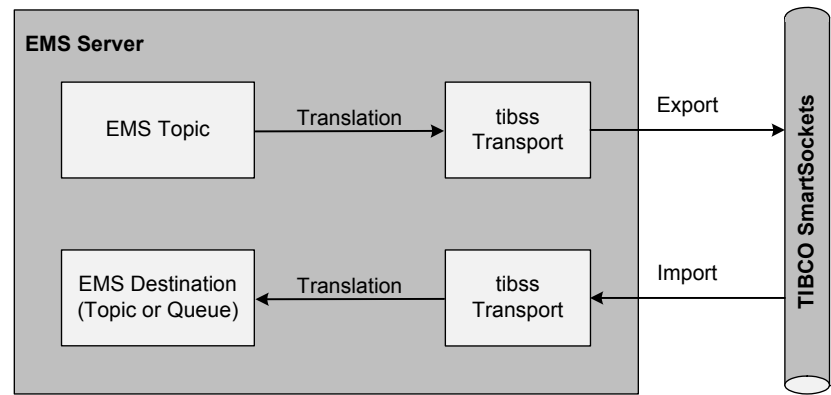 EMS Server
EMS Topic
Translation
tibss
Transport
Export
EMS Destination
(Topic or Queue)
Translation
tibss
Transport
Import
TIBCO SmartSockets